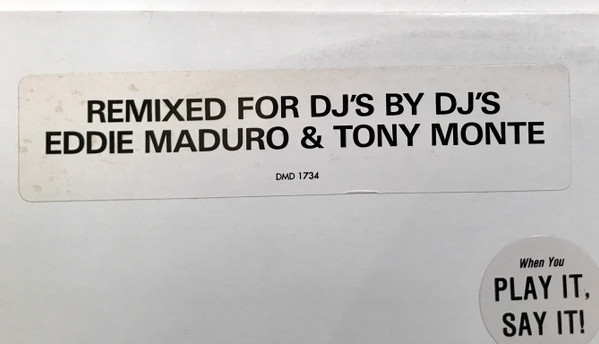 REMIXED FOR DJ'S BY DJ'S
EDDIE MADURO & TONY MONTE
DMD 1734
When You
PLAY IT,
SAY IT!